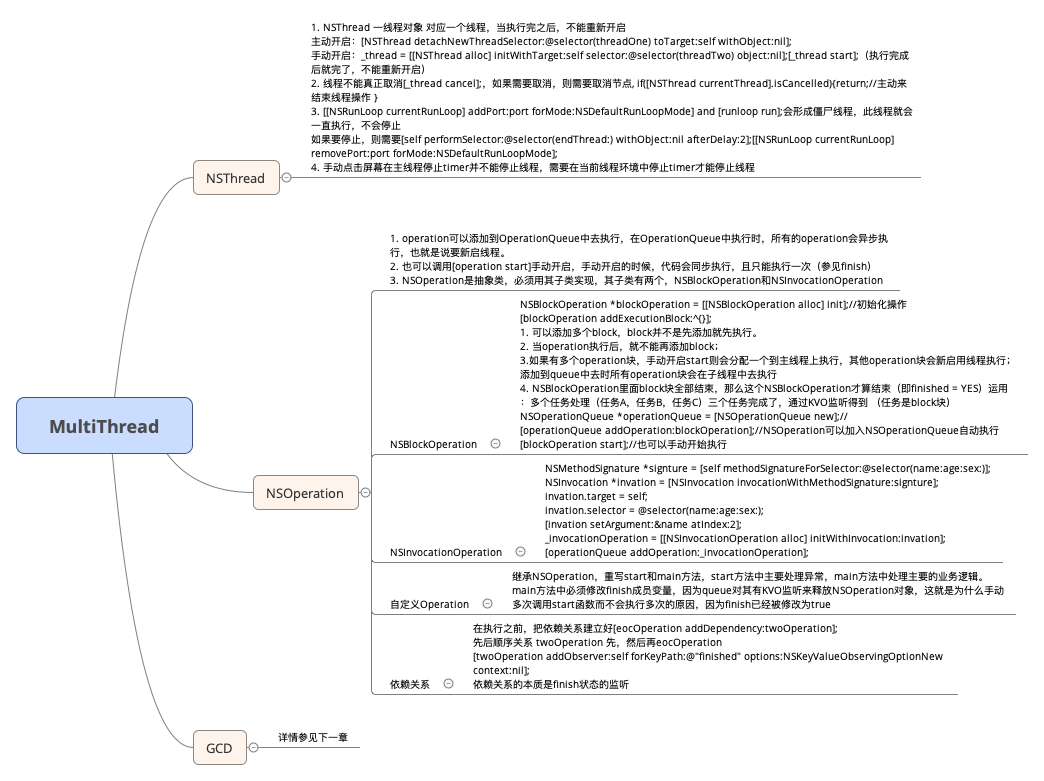 1. NSThread 一线程对象 对应一个线程，当执行完之后，不能重新开启
主动开启：[NSThread detachNewThreadSelector:@selector(threadOne) toTarget:self withObject:nil];
手动开启：_thread = [[NSThread alloc] initWithTarget:self selector:@selector(threadTwo) object:nil];[_thread start];（执行完成
后就完了，不能重新开启）
2. 线程不能真正取消[_thread cancel];，如果需要取消，则需要取消节点, if([NSThread currentThread].isCancelled){return;//主动来
结束线程操作 }
3. [[NSRunLoop currentRunLoop] addPort:port forMode:NSDefaultRunLoopMode] and [runloop run];会形成僵尸线程，此线程就会
一直执行，不会停止
如果要停止，则需要[self performSelector:@selector(endThread:) withObject:nil afterDelay:2];[[NSRunLoop currentRunLoop]
removePort:port forMode:NSDefaultRunLoopMode];
4. 手动点击屏幕在主线程停止timer并不能停止线程，需要在当前线程环境中停止timer才能停止线程
NSThread
1. operation可以添加到OperationQueue中去执行，在OperationQueue中执行时，所有的operation会异步执
行，也就是说要新启线程。
2. 也可以调用[operation start]手动开启，手动开启的时候，代码会同步执行，且只能执行一次（参见finish）
3. NSOperation是抽象类，必须用其子类实现，其子类有两个，NSBlockOperation和NSInvocationOperation
NSBlockOperation *blockOperation = [[NSBlockOperation alloc] init];//初始化操作
[blockOperation addExecutionBlock:^{}];
1. 可以添加多个block，block并不是先添加就先执行。
2. 当operation执行后，就不能再添加block；
3.如果有多个operation块，手动开启start则会分配一个到主线程上执行，其他operation块会新启用线程执行；
添加到queue中去时所有operation块会在子线程中去执行
4. NSBlockOperation里面block块全部结束，那么这个NSBlockOperation才算结束（即finished = YES）运用
：多个任务处理（任务A，任务B，任务C）三个任务完成了，通过KVO监听得到 （任务是block块）
NSOperationQueue *operationQueue = [NSOperationQueue new];//
[operationQueue addOperation:blockOperation];//NSOperation可以加入NSOperationQueue自动执行
[blockOperation start];//也可以手动开始执行
NSBlockOperation
MultiThread
NSOperation
NSMethodSignature *signture = [self methodSignatureForSelector:@selector(name:age:sex:)];
NSInvocation *invation = [NSInvocation invocationWithMethodSignature:signture];
invation.target = self;
invation.selector = @selector(name:age:sex:);
[invation setArgument:&name atIndex:2];
_invocationOperation = [[NSInvocationOperation alloc] initWithInvocation:invation];
[operationQueue addOperation:_invocationOperation];
NSInvocationOperation
继承NSOperation，重写start和main方法，start方法中主要处理异常，main方法中处理主要的业务逻辑。
main方法中必须修改finish成员变量，因为queue对其有KVO监听来释放NSOperation对象，这就是为什么手动
多次调用start函数而不会执行多次的原因，因为finish已经被修改为true
自定义Operation
在执行之前，把依赖关系建立好[eocOperation addDependency:twoOperation];
先后顺序关系 twoOperation 先，然后再eocOperation
[twoOperation addObserver:self forKeyPath:@"finished" options:NSKeyValueObservingOptionNew
context:nil];
依赖关系的本质是finish状态的监听
依赖关系
GCD
详情参见下一章